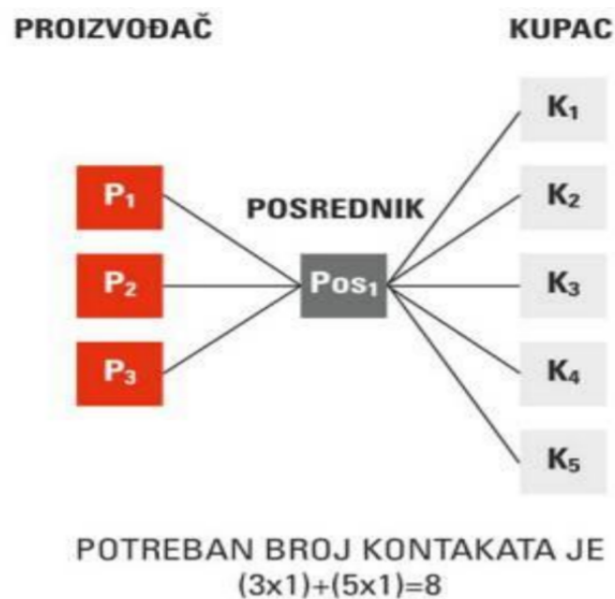 PROIZVOĐAČ
KUPAC
K₁
P₁
K₂
POSREDNIK
P₂
Pos₁
K₃
P₃
K₄
K₅
POTREBAN BROJ KONTAKATA JE
(3x1)+(5x1)=8